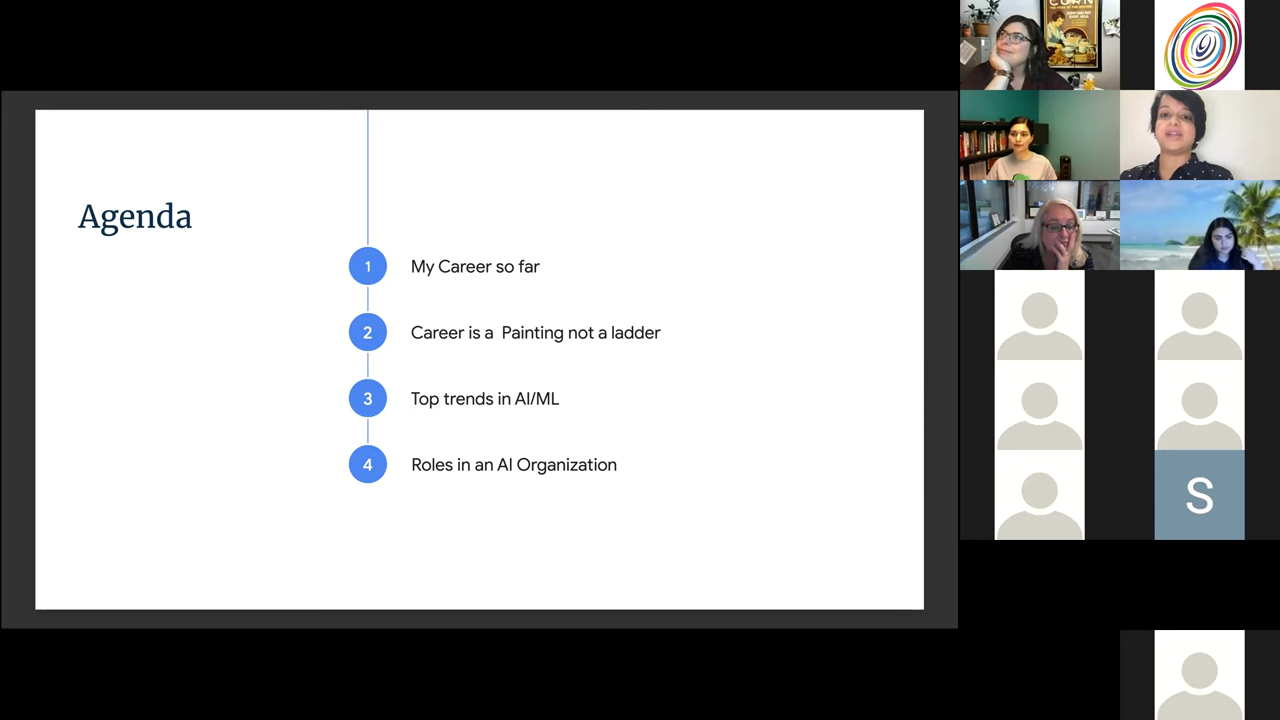 Agenda
1 My Career so far
2 Career is a  Painting not a ladder
3 Top trends in AI/ML
4 Roles in an AI Organization
CORN
S